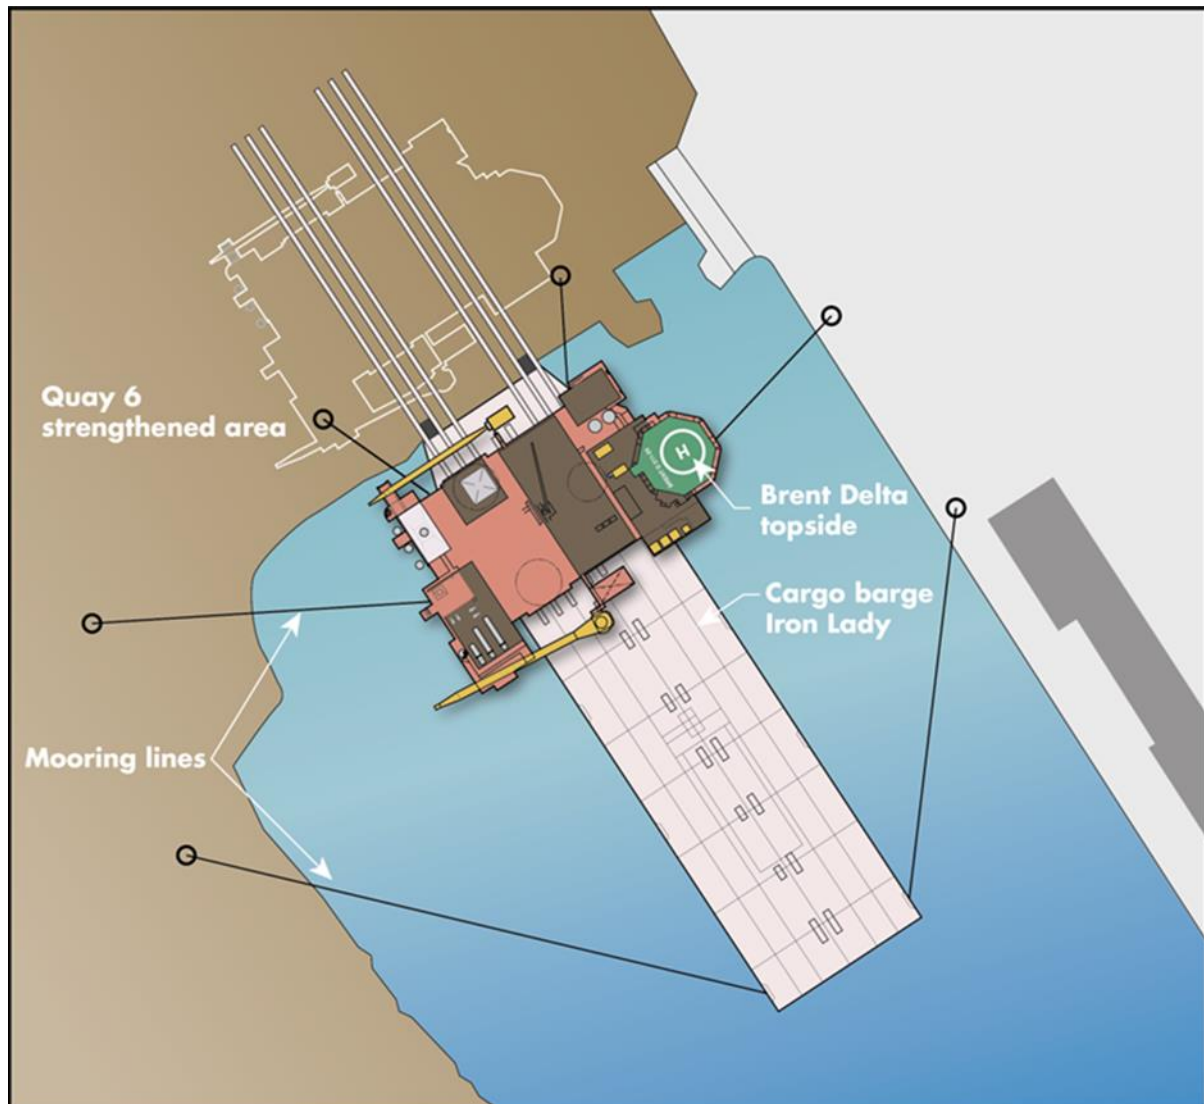 Quay 6
strengthened area
H
Brent Delta
topside
Cargo barge
Iron Lady
Mooring lines